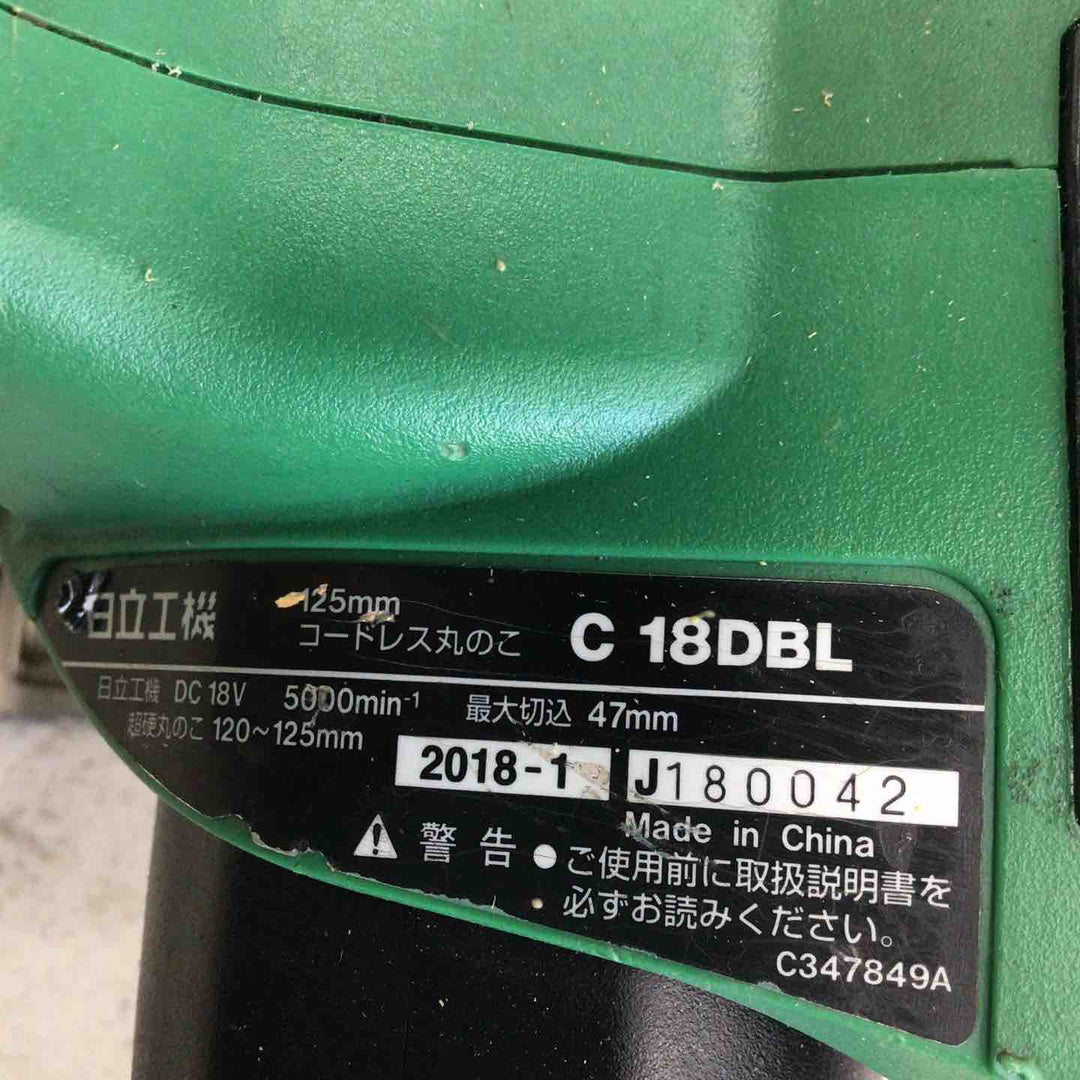 日立工機
125mm
コードレス丸のこ C 18DBL
日立工機 DC 18V 5000min⁻¹ 最大切込 47mm
超硬丸のこ 120~125mm
2018-1 J180042
Made in China
⚠ 警告 ●ご使用前に取扱説明書を
必ずお読みください。
C347849A